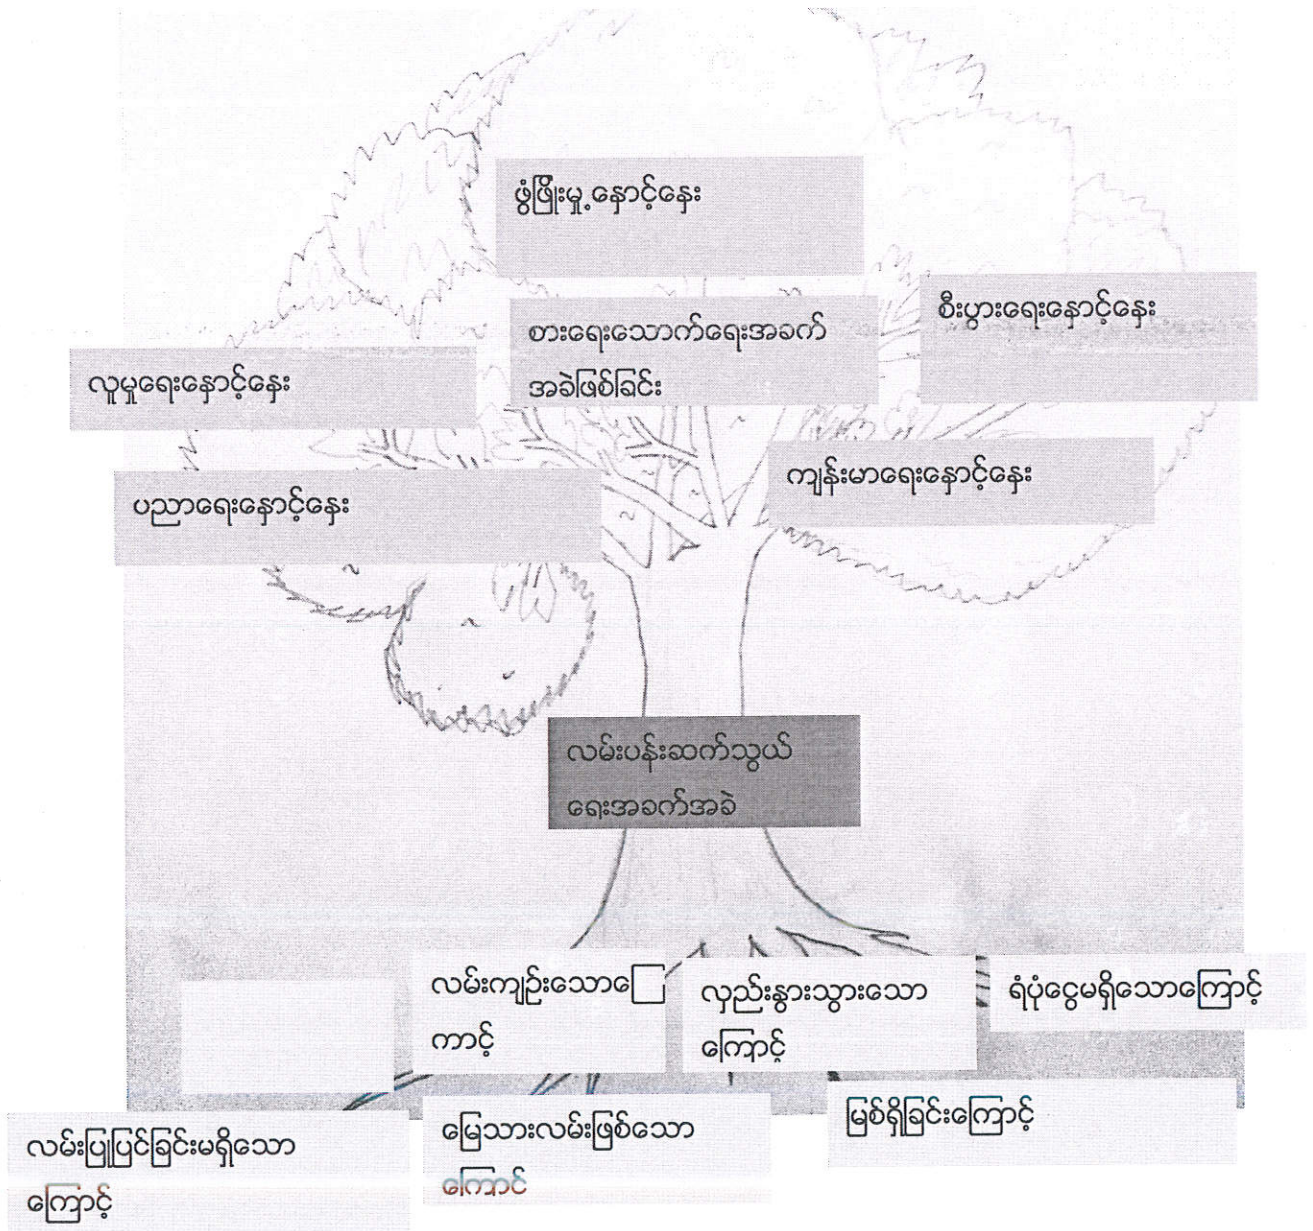 ဖွံဖြိုးမှု့နှောင့်နှေး
စီးပွားရေးနှောင့်နှေး
စားရေးသောက်ရေးအခက်
အခဲဖြစ်ခြင်း
လူမှုရေးနှောင့်နှေး
ကျန်းမာရေးနှောင့်နှေး
ပညာရေးနှောင့်နှေး
လမ်းပန်းဆက်သွယ်
ရေးအခက်အခဲ
လမ်းကျဉ်းသောကြေ
ကာင့်
လှည်းနွားသွားသော
ကြောင့်
ရံပုံငွေမရှိသောကြောင့်
လမ်းပြုပြင်ခြင်းမရှိသော
ကြောင့်
မြေသားလမ်းဖြစ်သော
ကြောင်
မြစ်ရှိခြင်းကြောင့်